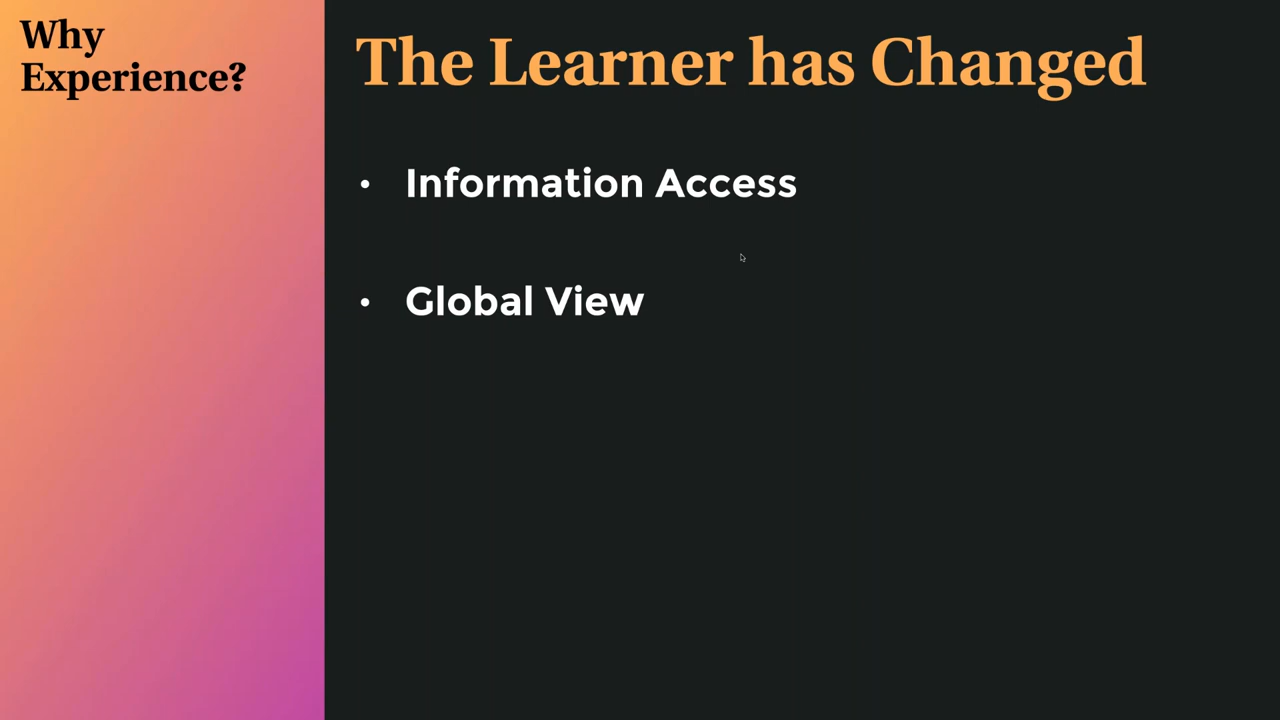 Why
Experience?
The Learner has Changed
• Information Access
• Global View